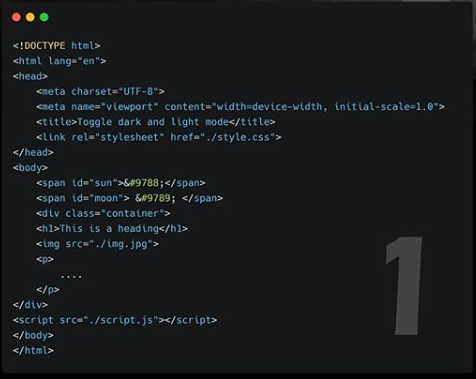 <!DOCTYPE html>
<html lang="en">
<head>
    <meta charset="UTF-8">
    <meta name="viewport" content="width=device-width, initial-scale=1.0">
    <title>Toggle dark and light mode</title>
    <link rel="stylesheet" href="./style.css">
</head>
<body>
    <span id="sun">&#9788;</span>
    <span id="moon"> &#9789; </span>
    <div class="container">
    <h1>This is a heading</h1>
    <img src="./img.jpg">
    <p>
        ....
    </p>
</div>
<script src="./script.js"></script>
</body>
</html>
1